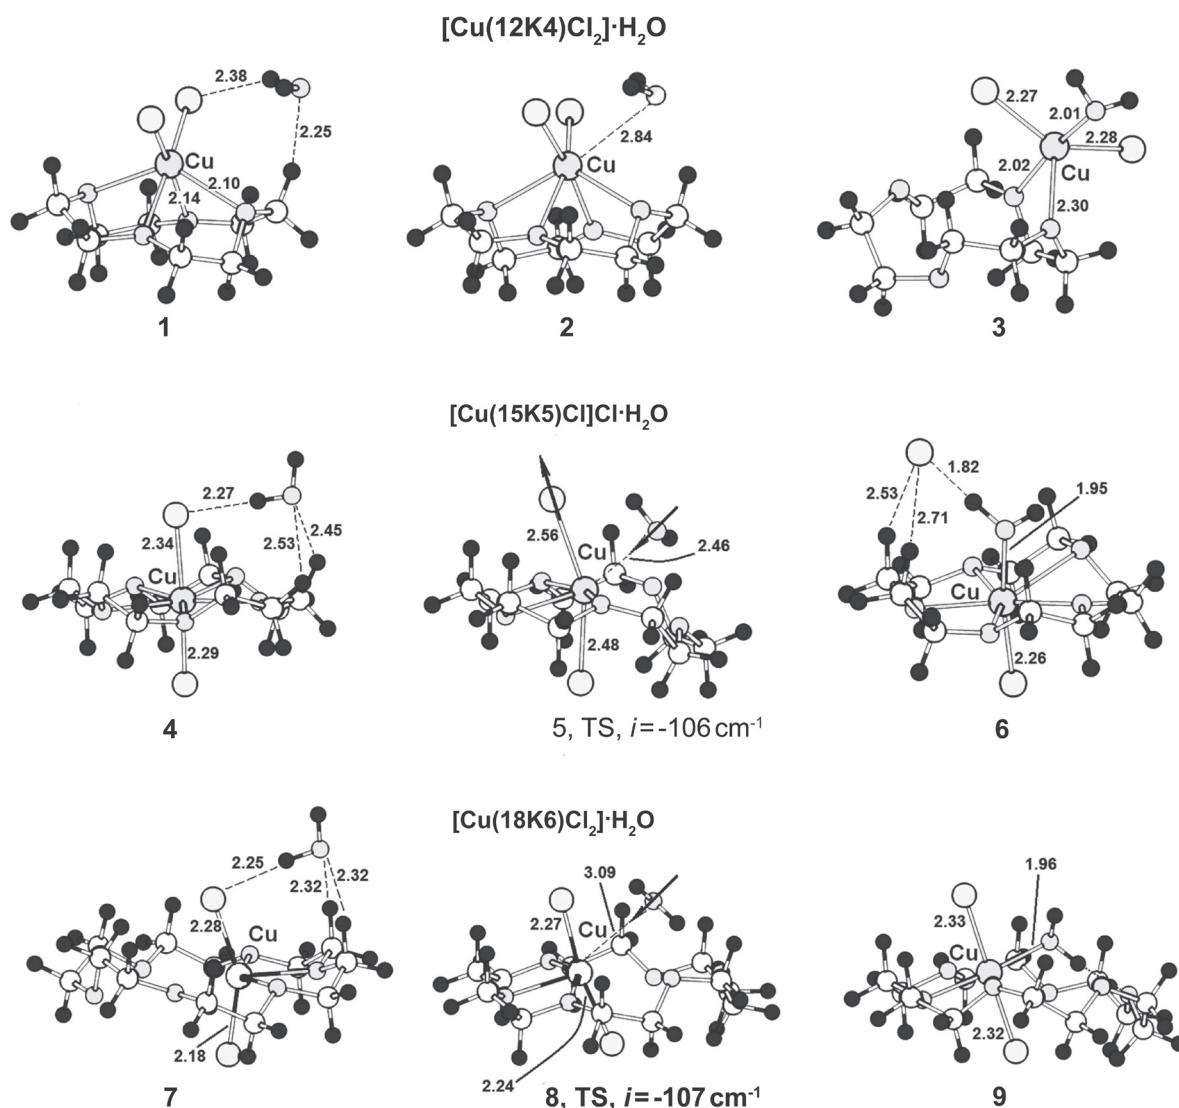 [Cu(12K4)Cl₂]·H₂O
2.38
2.25
Cu
2.10
2.14
1
2.84
Cu
2
2.27
2.01
2.28
2.02
Cu
2.30
3
[Cu(15K5)Cl]Cl·H₂O
2.27
2.45
2.34
2.53
Cu
2.29
4
2.56
Cu
2.46
2.48
5, TS, i=-106 cm⁻¹
1.82
2.53
1.95
2.71
Cu
2.26
6
[Cu(18K6)Cl₂]·H₂O
2.25
2.32
2.32
2.28
Cu
2.18
7
3.09
2.27
Cu
2.24
8, TS, i=-107 cm⁻¹
1.96
2.33
Cu
2.32
9